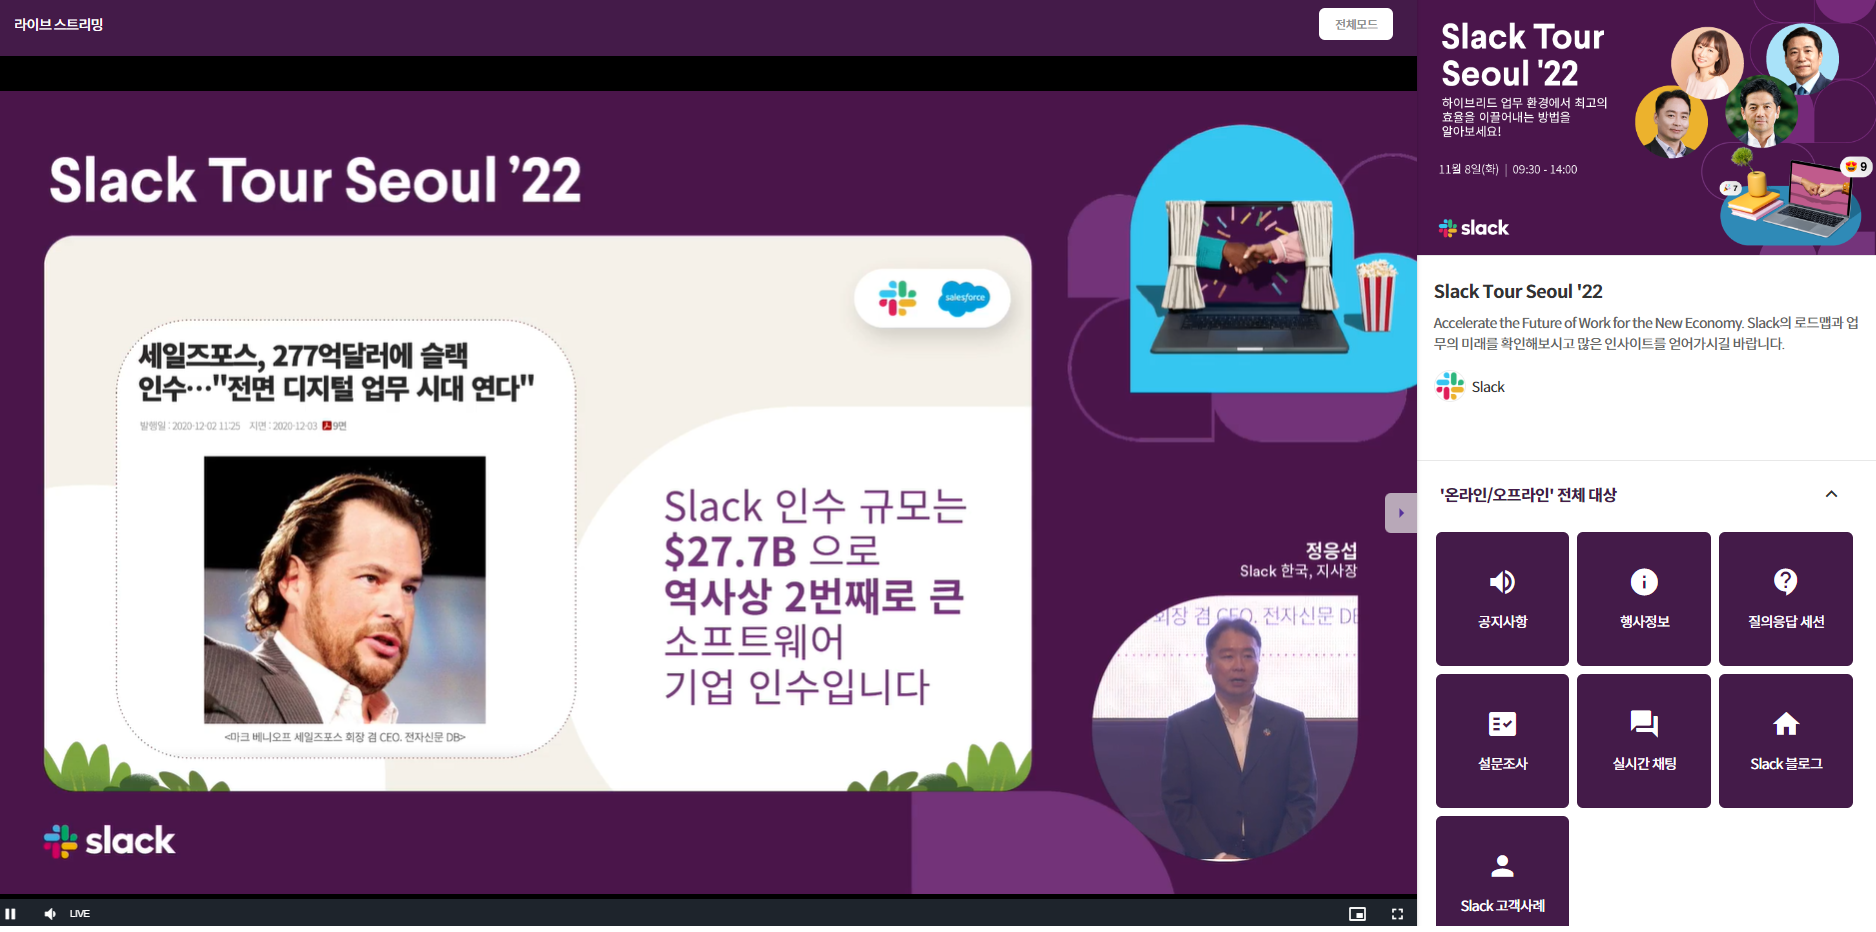 라이브 스트리밍
전체모드
Slack Tour Seoul ’22
slack salesforce
세일즈포스, 277억달러에 슬랙
인수…"전면 디지털 업무 시대 연다"
발행일 : 2020-12-02 11:25 지면 : 2020-12-03 9면
<마크 베니오프 세일즈포스 회장 겸 CEO. 전자신문 DB>
Slack 인수 규모는
$27.7B 으로
역사상 2번째로 큰
소프트웨어
기업 인수입니다
정응섭
Slack 한국, 지사장
회장 겸 CEO. 전자신문 DB
slack
LIVE
Slack Tour
Seoul '22
하이브리드 업무 환경에서 최고의
효율을 이끌어내는 방법을
알아보세요!
11월 8일(화) | 09:30 - 14:00
9
7
slack
Slack Tour Seoul '22
Accelerate the Future of Work for the New Economy. Slack의 로드맵과 업
무의 미래를 확인해보시고 많은 인사이트를 얻어가시길 바랍니다.
Slack
'온라인/오프라인' 전체 대상
공지사항
행사정보
질의응답 세션
설문조사
실시간 채팅
Slack 블로그
Slack 고객사례